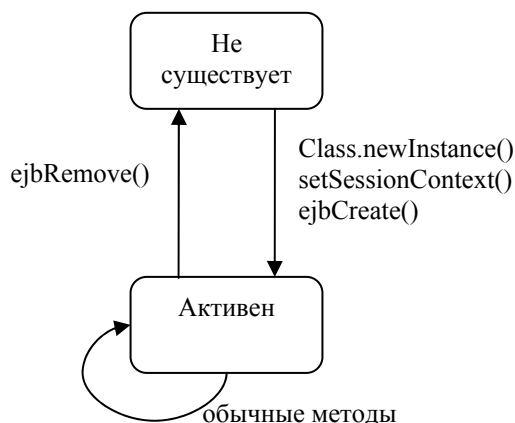 Не
существует
Class.newInstance()
setSessionContext()
ejbCreate()
ejbRemove()
Активен
обычные методы